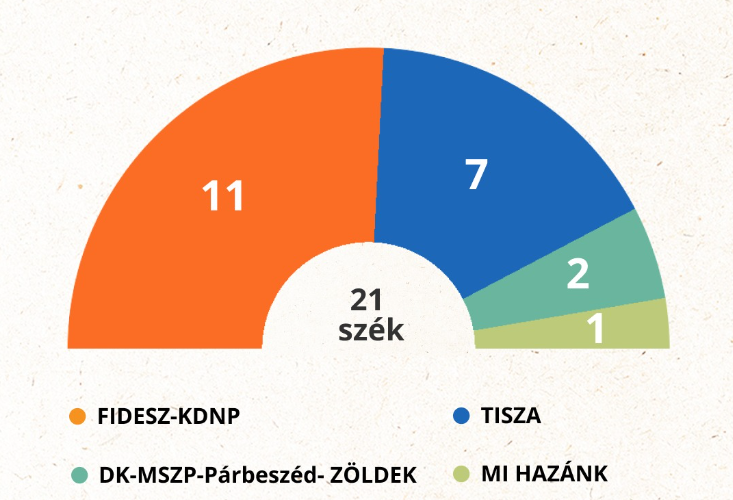 11
7
2
1
21
szék
FIDESZ-KDNP
TISZA
DK-MSZP-Párbeszéd- ZÖLDEK
MI HAZÁNK